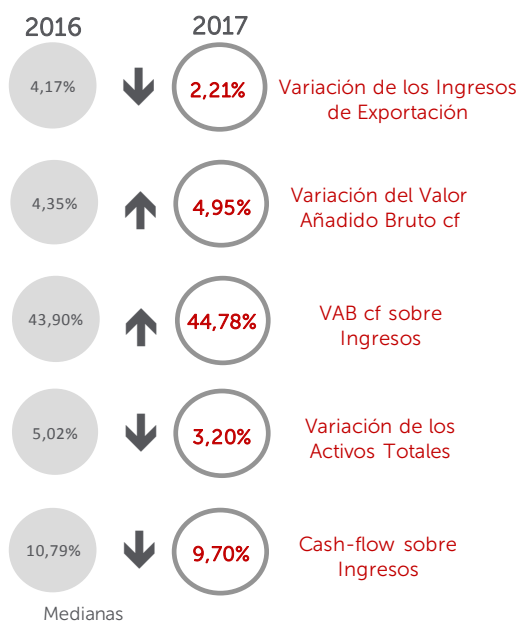 2016
2017
4,17%
2,21%
Variación de los Ingresos
de Exportación
4,35%
4,95%
Variación del Valor
Añadido Bruto cf
43,90%
44,78%
VAB cf sobre
Ingresos
5,02%
3,20%
Variación de los
Activos Totales
10,79%
9,70%
Cash-flow sobre
Ingresos
Medianas